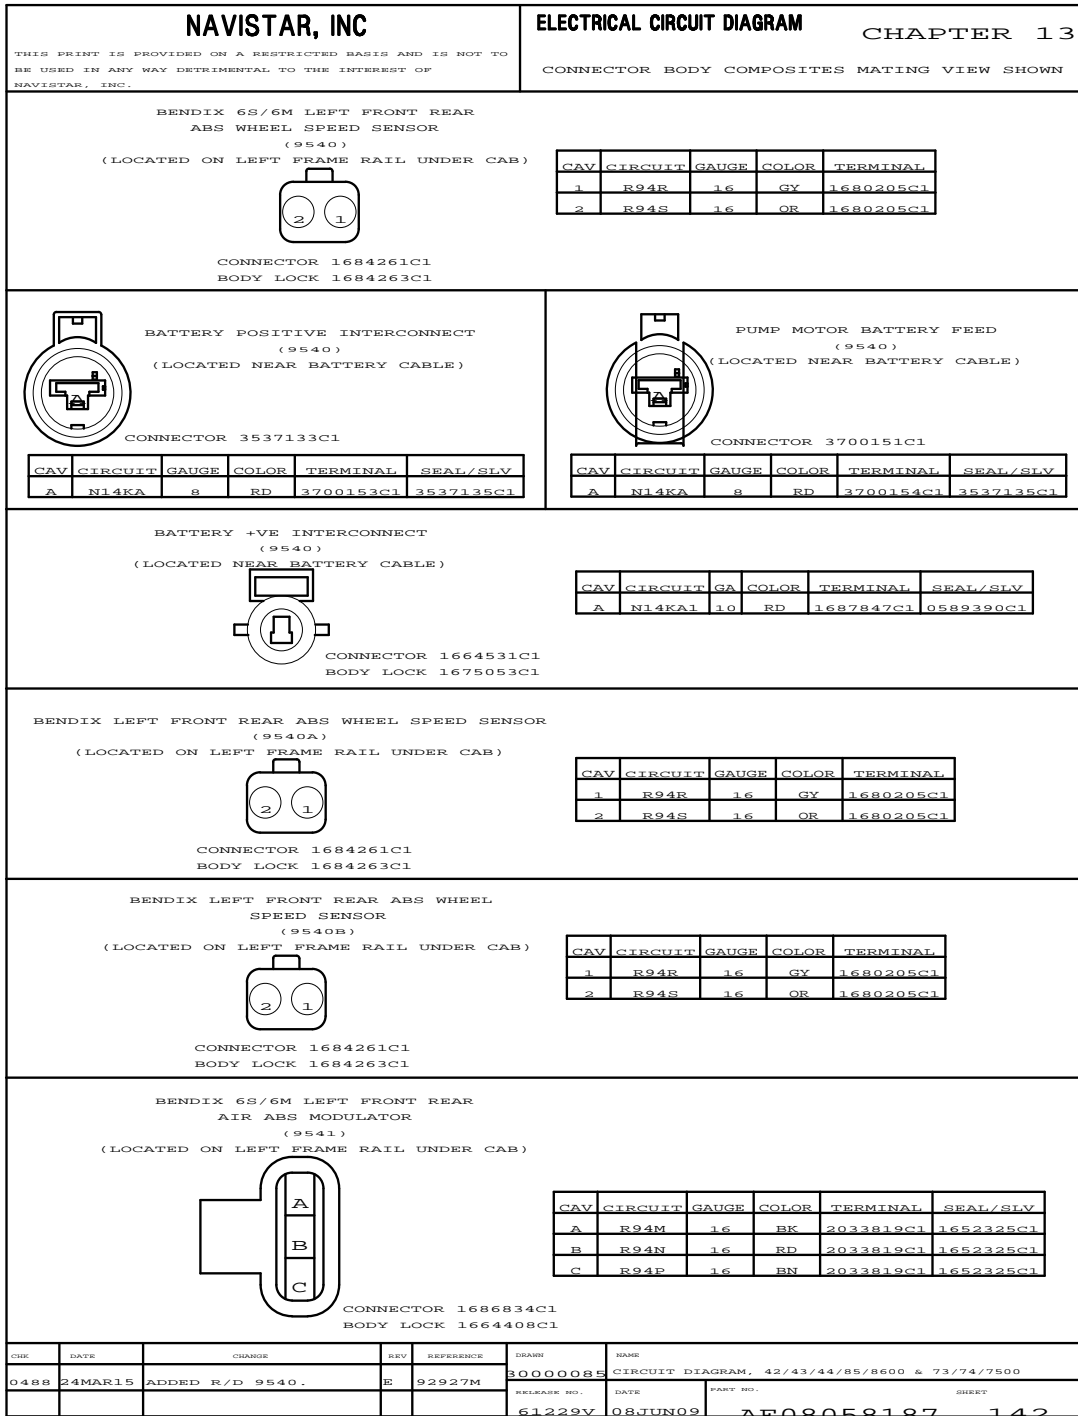 NAVISTAR, INC
THIS PRINT IS PROVIDED ON A RESTRICTED BASIS AND IS NOT TO
BE USED IN ANY WAY DETRIMENTAL TO THE INTEREST OF
NAVISTAR, INC.
ELECTRICAL CIRCUIT DIAGRAM
CHAPTER 13
CONNECTOR BODY COMPOSITES MATING VIEW SHOWN
BENDIX 6S/6M LEFT FRONT REAR
ABS WHEEL SPEED SENSOR
(9540)
(LOCATED ON LEFT FRAME RAIL UNDER CAB)
2 1
CONNECTOR 1684261C1
BODY LOCK 1684263C1
CAV CIRCUIT GAUGE COLOR TERMINAL
1 R94R 16 GY 1680205C1
2 R94S 16 OR 1680205C1
BATTERY POSITIVE INTERCONNECT
(9540)
(LOCATED NEAR BATTERY CABLE)
A
CONNECTOR 3537133C1
CAV CIRCUIT GAUGE COLOR TERMINAL SEAL/SLV
A N14KA 8 RD 3700153C1 3537135C1
PUMP MOTOR BATTERY FEED
(9540)
(LOCATED NEAR BATTERY CABLE)
A
CONNECTOR 3700151C1
CAV CIRCUIT GAUGE COLOR TERMINAL SEAL/SLV
A N14KA 8 RD 3700154C1 3537135C1
BATTERY +VE INTERCONNECT
(9540)
(LOCATED NEAR BATTERY CABLE)
CONNECTOR 1664531C1
BODY LOCK 1675053C1
CAV CIRCUIT GA COLOR TERMINAL SEAL/SLV
A N14KA1 10 RD 1687847C1 0589390C1
BENDIX LEFT FRONT REAR ABS WHEEL SPEED SENSOR
(9540A)
(LOCATED ON LEFT FRAME RAIL UNDER CAB)
2 1
CONNECTOR 1684261C1
BODY LOCK 1684263C1
CAV CIRCUIT GAUGE COLOR TERMINAL
1 R94R 16 GY 1680205C1
2 R94S 16 OR 1680205C1
BENDIX LEFT FRONT REAR ABS WHEEL
SPEED SENSOR
(9540B)
(LOCATED ON LEFT FRAME RAIL UNDER CAB)
2 1
CONNECTOR 1684261C1
BODY LOCK 1684263C1
CAV CIRCUIT GAUGE COLOR TERMINAL
1 R94R 16 GY 1680205C1
2 R94S 16 OR 1680205C1
BENDIX 6S/6M LEFT FRONT REAR
AIR ABS MODULATOR
(9541)
(LOCATED ON LEFT FRAME RAIL UNDER CAB)
A
B
C
CONNECTOR 1686834C1
BODY LOCK 1664408C1
CAV CIRCUIT GAUGE COLOR TERMINAL SEAL/SLV
A R94M 16 BK 2033819C1 1652325C1
B R94N 16 RD 2033819C1 1652325C1
C R94P 16 BN 2033819C1 1652325C1
CHK DATE CHANGE REV REFERENCE
0488 24MAR15 ADDED R/D 9540. E 92927M
DRAWN NAME
30000085 CIRCUIT DIAGRAM, 42/43/44/85/8600 & 73/74/7500
RELEASE NO. DATE PART NO. SHEET
61229V 08JUN09 AE08058187 142